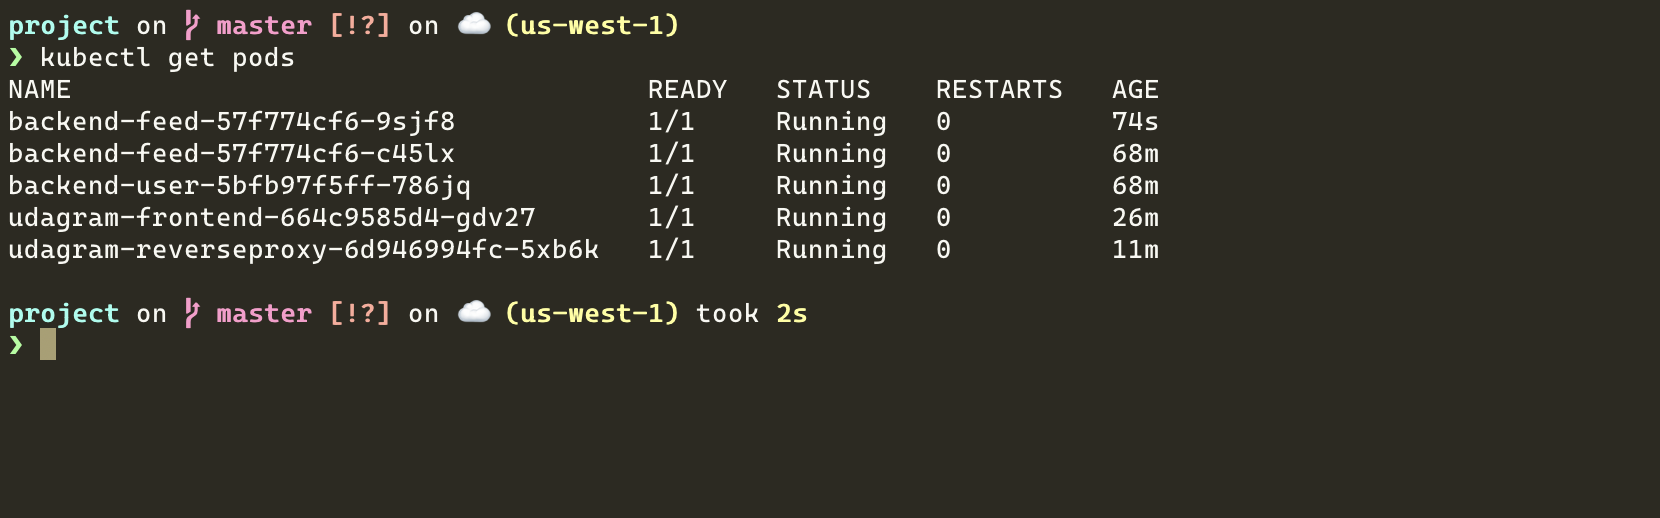 project on master [!?] on ☁️ (us-west-1)
❯ kubectl get pods
NAME READY STATUS RESTARTS AGE
backend-feed-57f774cf6-9sjf8 1/1 Running 0 74s
backend-feed-57f774cf6-c45lx 1/1 Running 0 68m
backend-user-5bfb97f5ff-786jq 1/1 Running 0 68m
udagram-frontend-664c9585d4-gdv27 1/1 Running 0 26m
udagram-reverseproxy-6d946994fc-5xb6k 1/1 Running 0 11m
project on master [!?] on ☁️ (us-west-1) took 2s
❯